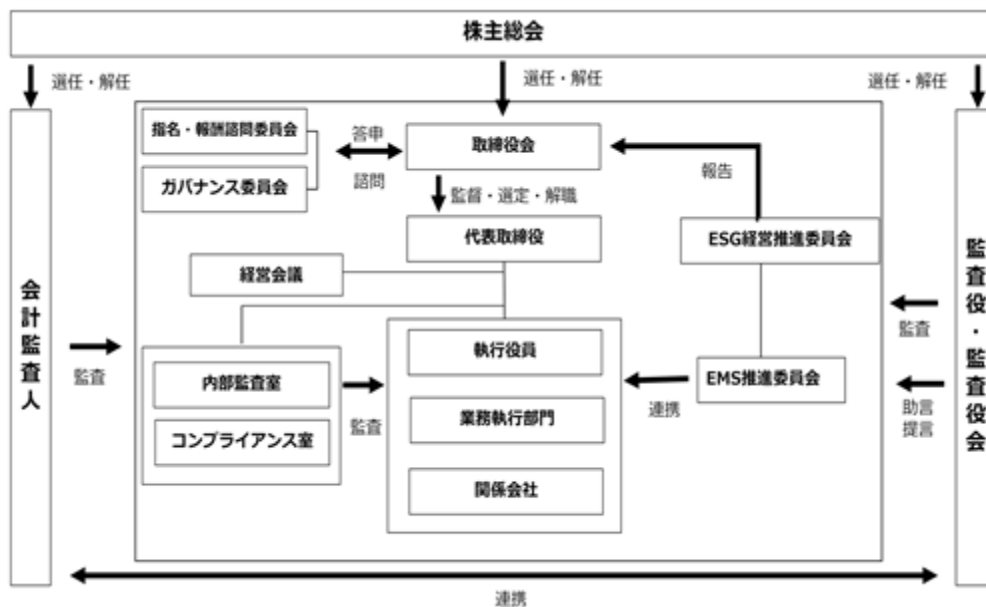 株主総会
選任・解任
選任・解任
選任・解任
指名・報酬諮問委員会
答申
取締役会
ガバナンス委員会
諮問
報告
監督・選定・解職
代表取締役
ESG経営推進委員会
経営会議
会計監査人
監査役・監査役会
監査
執行役員
監査
内部監査室
EMS推進委員会
連携
助言
提言
業務執行部門
監査
コンプライアンス室
関係会社
連携